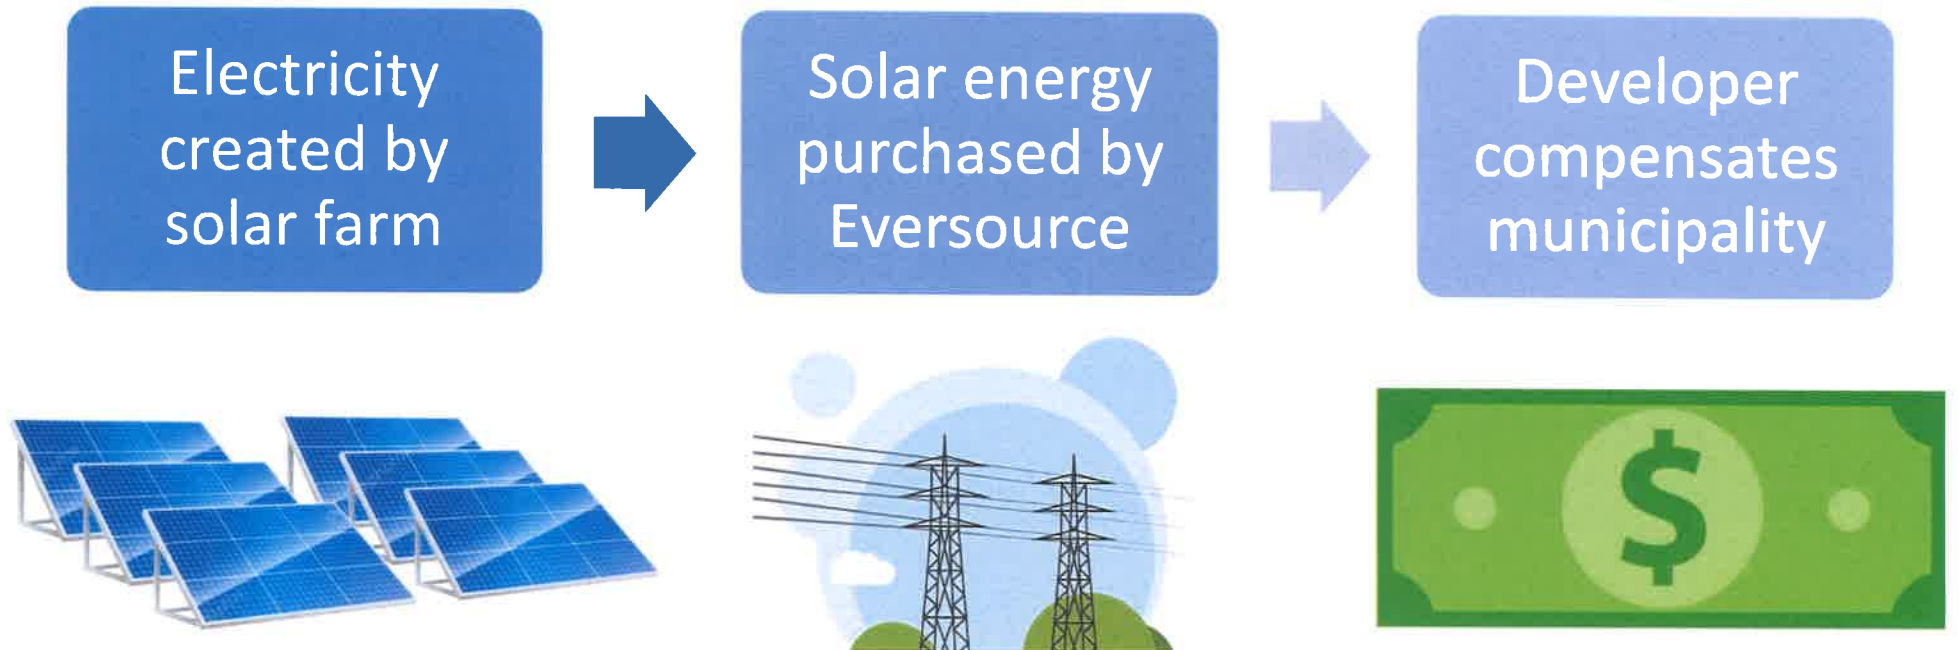 Electricity
created by
solar farm
Solar energy
purchased by
Eversource
Developer
compensates
municipality
$